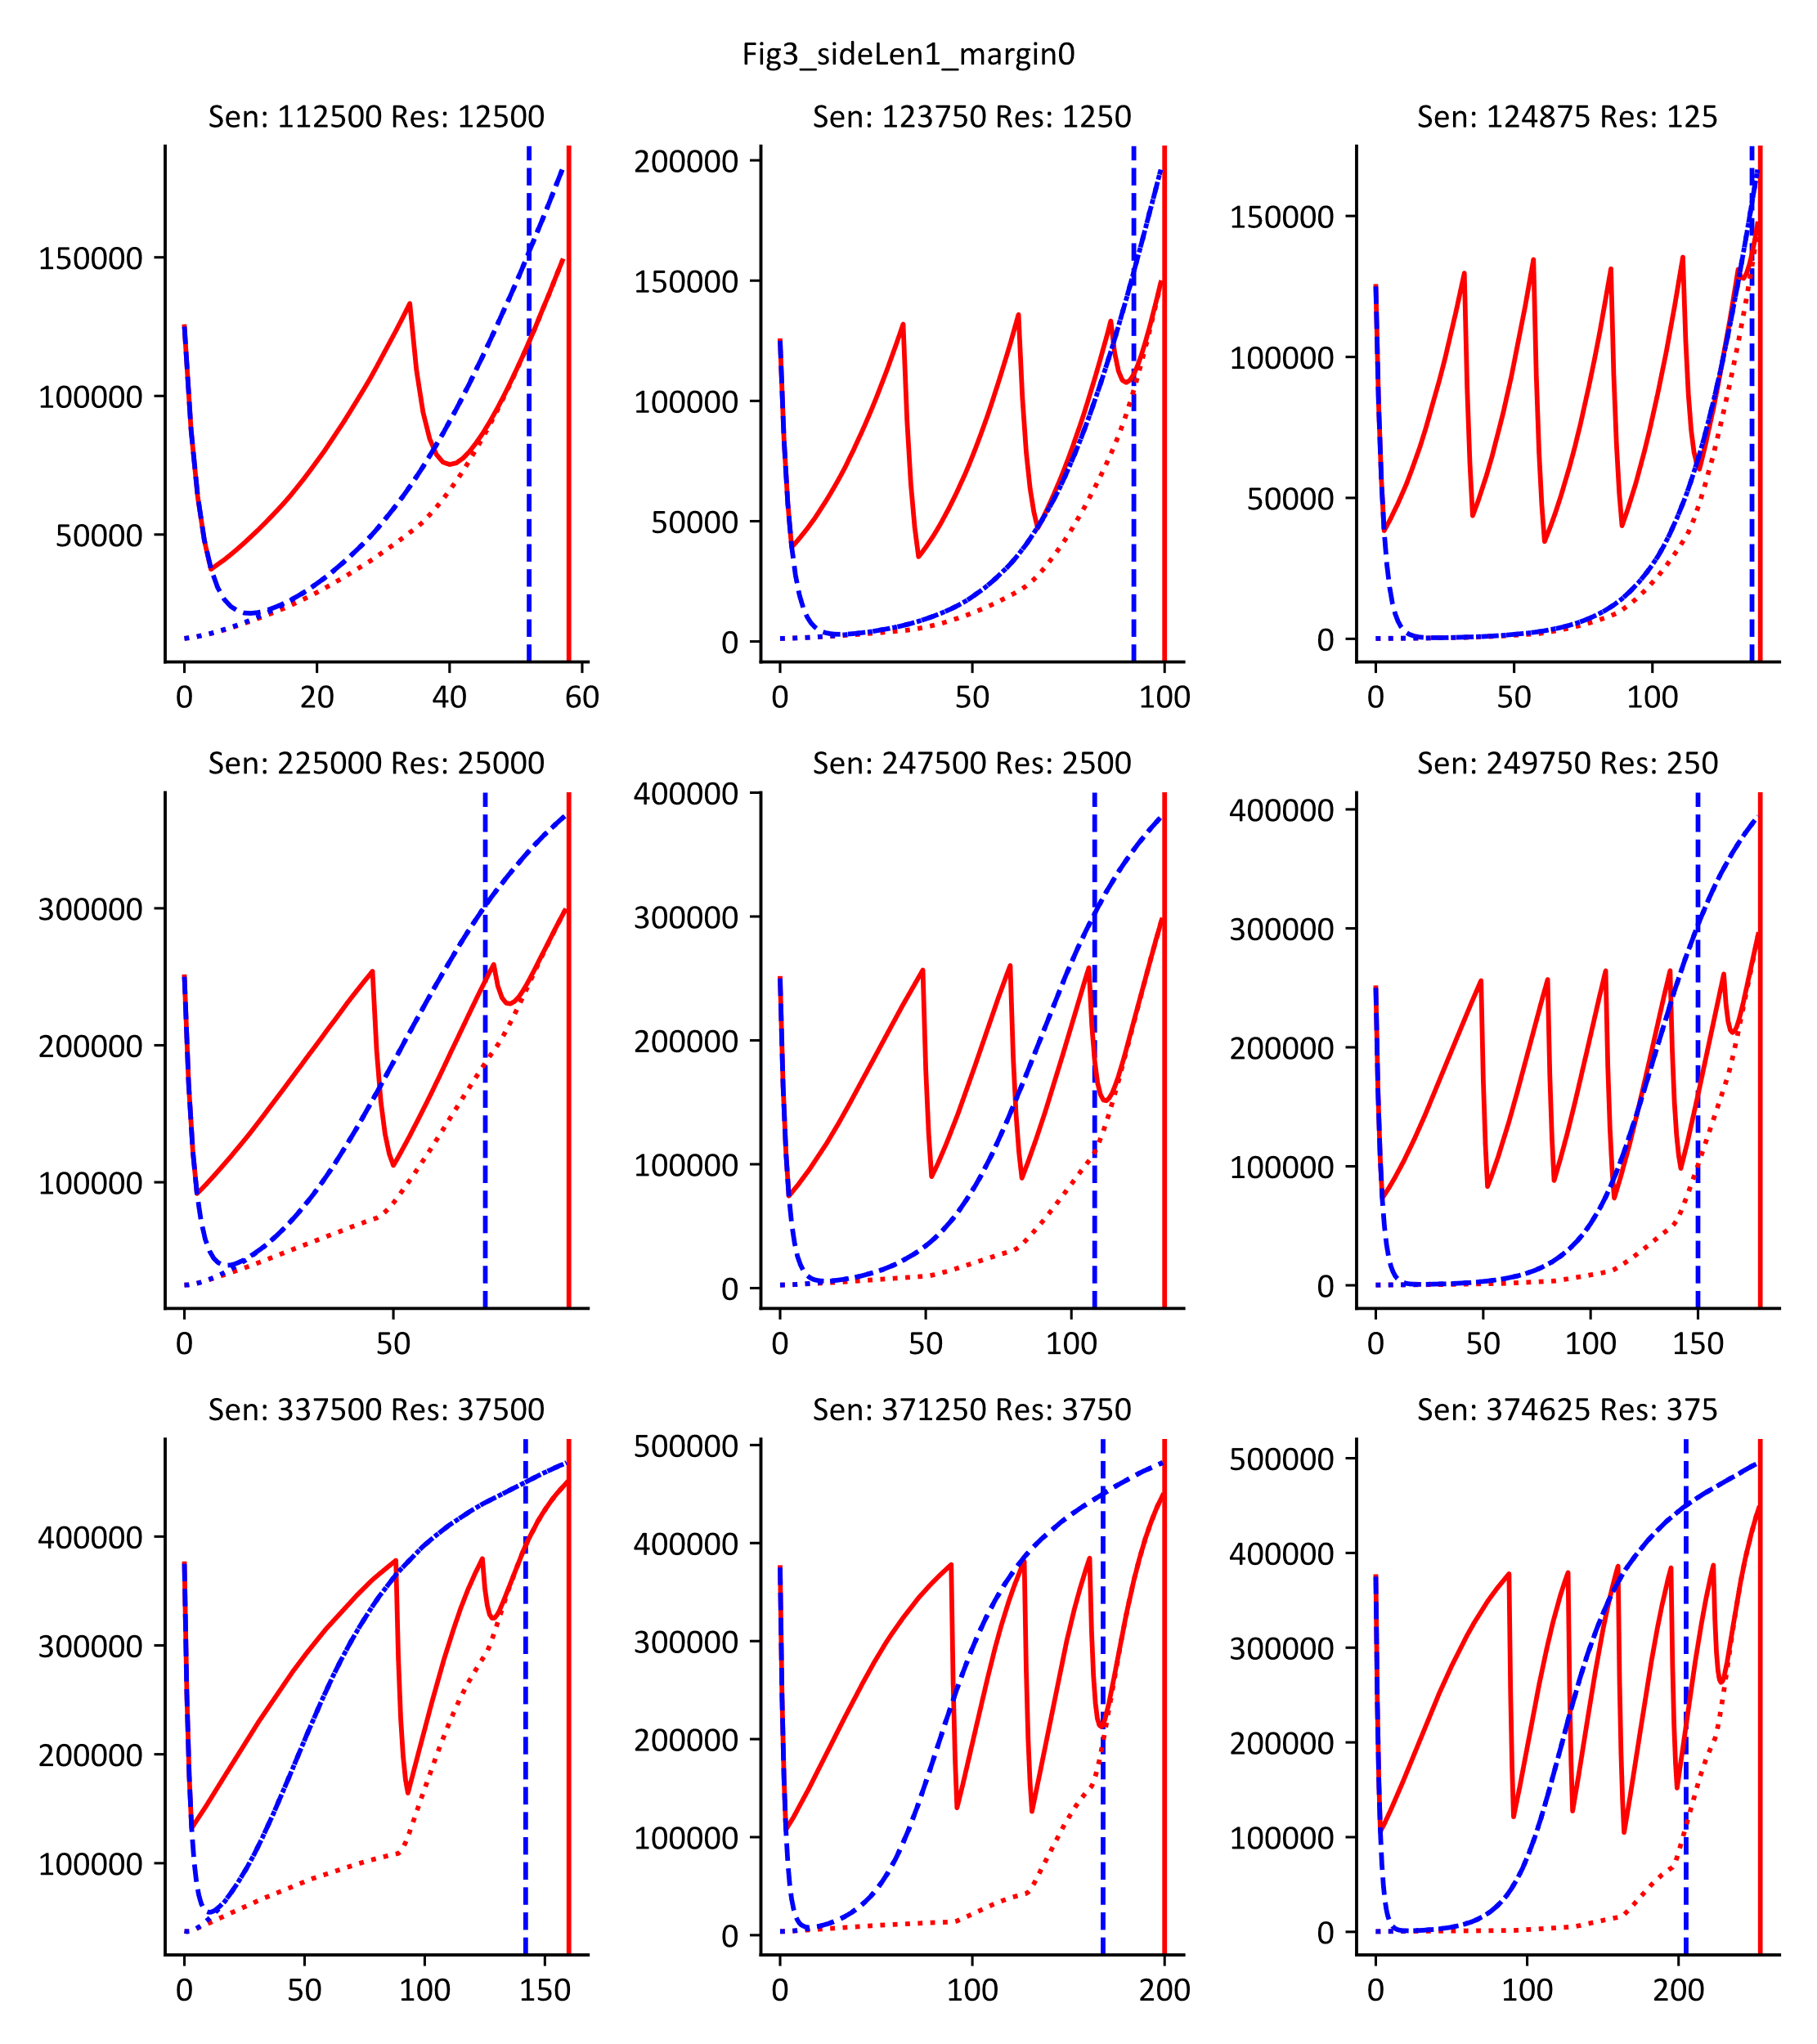 Fig3_sideLen1_margin0
Sen: 112500 Res: 12500
Sen: 123750 Res: 1250
Sen: 124875 Res: 125
150000
100000
50000
0 20 40 60
200000
150000
100000
50000
0
0 50 100
150000
100000
50000
0
0 50 100
Sen: 225000 Res: 25000
Sen: 247500 Res: 2500
Sen: 249750 Res: 250
300000
200000
100000
0 50
400000
300000
200000
100000
0
0 50 100
400000
300000
200000
100000
0
0 50 100 150
Sen: 337500 Res: 37500
Sen: 371250 Res: 3750
Sen: 374625 Res: 375
400000
300000
200000
100000
0 50 100 150
500000
400000
300000
200000
100000
0
0 100 200
500000
400000
300000
200000
100000
0
0 100 200